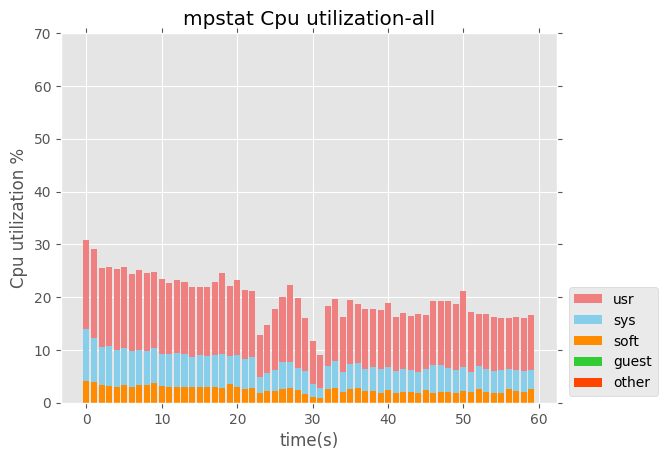 mpstat Cpu utilization-all
70
60
50
40
30
20
10
0
Cpu utilization %
0 10 20 30 40 50 60
time(s)
usr
sys
soft
guest
other